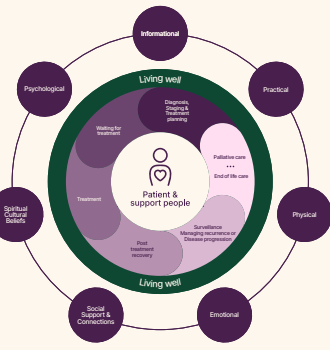 Informational
Psychological
Practical
Living well
Diagnosis,
Staging &
Treatment
planning
Waiting for
treatment
Palliative care
•••
End of life care
Patient &
support people
Treatment
Spiritual
Cultural
Beliefs
Physical
Surveillance
Managing recurrence or
Disease progression
Post
treatment
recovery
Living well
Social
Support &
Connections
Emotional